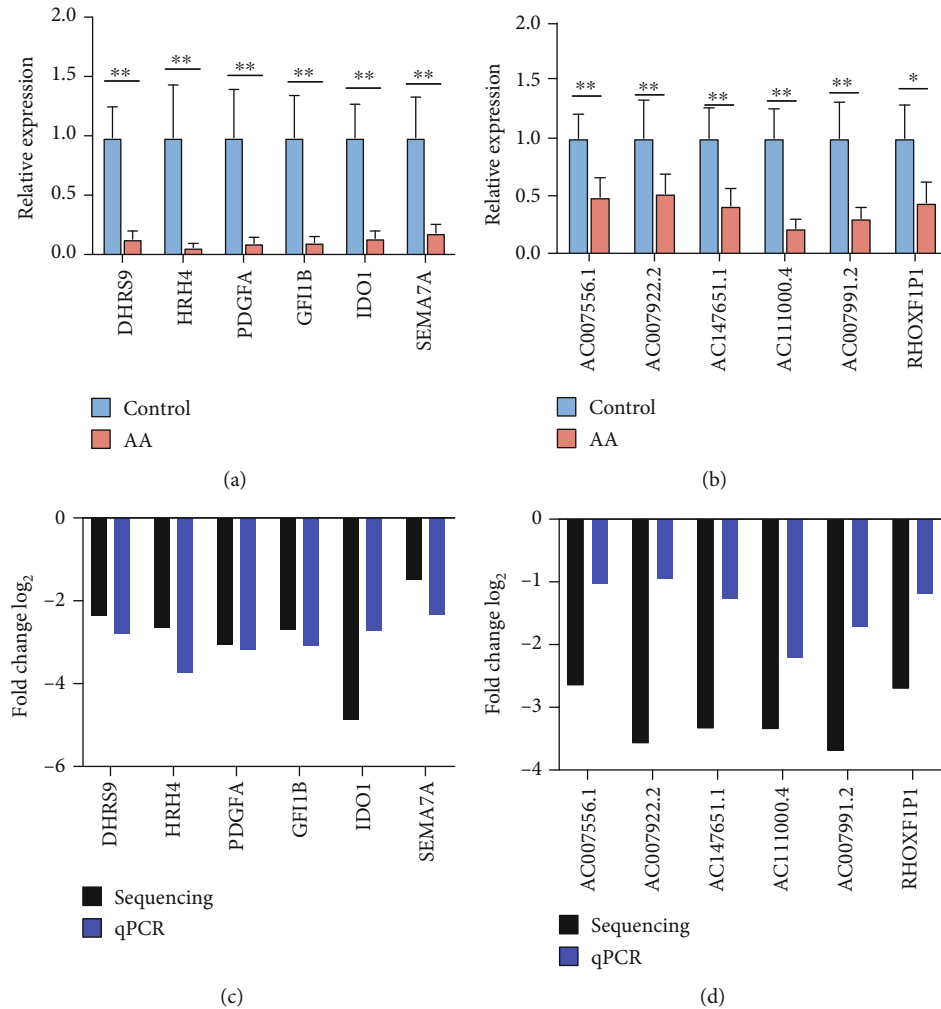 2.0
1.5
1.0
0.5
0.0
Relative expression
** ** ** ** ** **
DHRS9
HRH4
PDGFA
GFI1B
IDO1
SEMA7A
Control
AA
(a)
2.0
1.5
1.0
0.5
0.0
Relative expression
** ** ** ** ** *
AC007556.1
AC007922.2
AC147651.1
AC111000.4
AC007991.2
RHOXF1P1
Control
AA
(b)
0
−2
−4
−6
Fold change log2
DHRS9
HRH4
PDGFA
GFI1B
IDO1
SEMA7A
Sequencing
qPCR
(c)
0
−1
−2
−3
−4
Fold change log2
AC007556.1
AC007922.2
AC147651.1
AC111000.4
AC007991.2
RHOXF1P1
Sequencing
qPCR
(d)